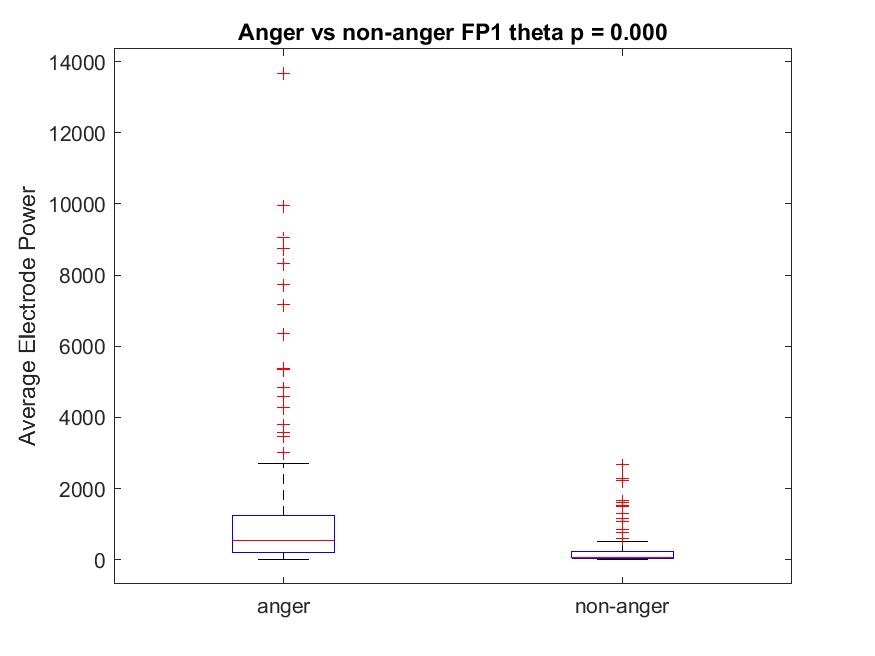 Anger vs non-anger FP1 theta p = 0.000
14000
12000
10000
8000
6000
4000
2000
0
Average Electrode Power
anger
non-anger